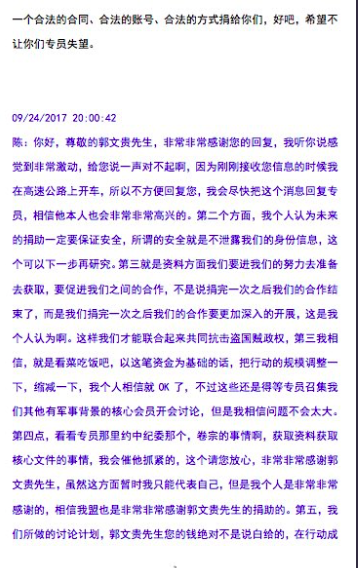 一个合法的合同、合法的账号、合法的方式捐给你们，好吧，希望不
让你们专员失望。
09/24/2017 20:00:42
陈：你好，尊敬的郭文贵先生，非常非常感谢您的回复，我听你说感
觉到非常激动，给您说一声对不起啊，因为刚刚接收您信息的时候我
在高速公路上开车，所以不方便回复您，我会尽快把这个消息回复专
员，相信他本人也会非常非常高兴的。第二个方面，我个人认为未来
的捐助一定要保证安全，所谓的安全就是不泄露我们的身份信息，这
个可以下一步再研究。第三就是资料方面我们要进我们的努力去准备
去获取，要促进我们之间的合作，不是说捐完一次之后我们的合作结
束了，而是我们捐完一次之后我们的合作要更加深入的开展，这是我
个人认为啊。这样我们才能联合起来共同抗击盗国贼政权，第三我相
信，就是看菜吃饭吧，以这笔资金为基础的话，把行动的规模调整一
下，缩减一下，我个人相信就 OK 了，不过这些还是得等专员召集我
们其他有军事背景的核心会员开会讨论，但是我相信问题不会太大。
第四点，看看专员那里约中纪委那个，卷宗的事情啊，获取资料获取
核心文件的事情，我会催他抓紧的，这个请您放心，非常非常感谢郭
文贵先生，虽然这方面暂时我只能代表自己，但是我个人是非常非常
感谢的，相信我盟也是非常非常感谢郭文贵先生的捐助的。第五，我
们所做的讨论计划，郭文贵先生您的钱绝对不是说白给的，在行动成